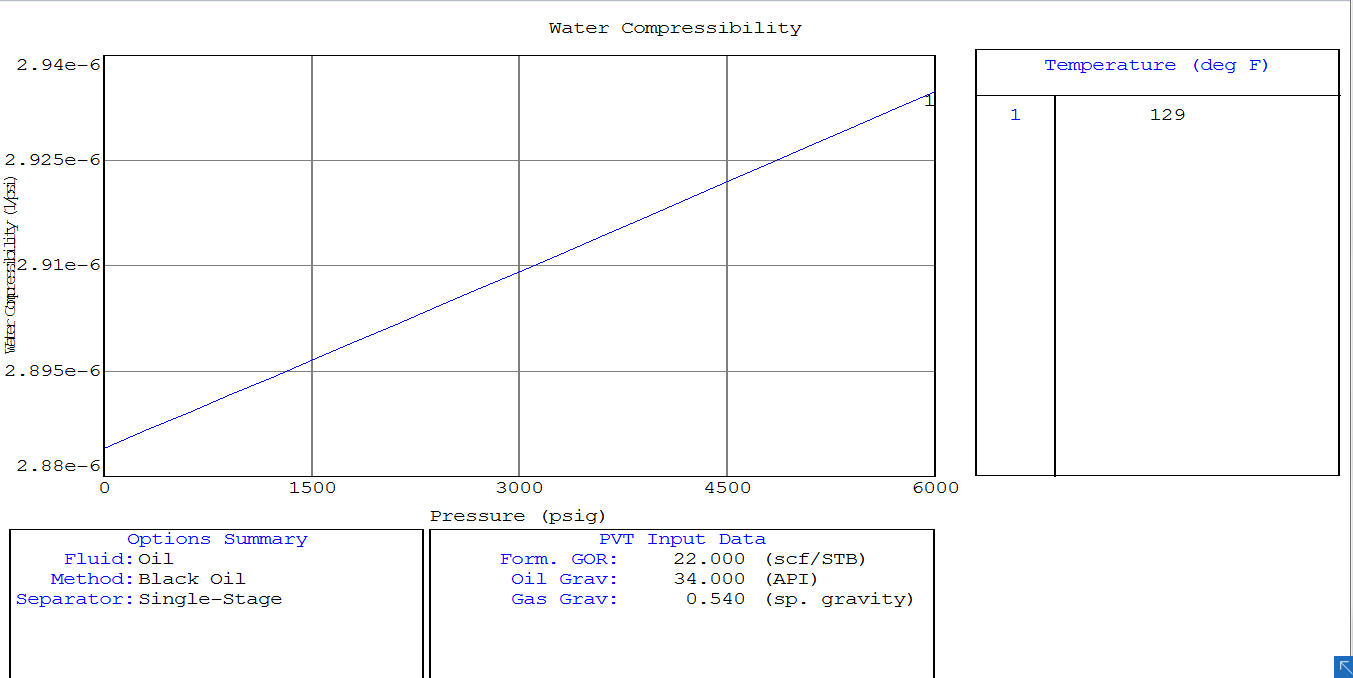 Water Compressibility
2.94e-6
2.925e-6
2.91e-6
2.895e-6
2.88e-6
Water Compressibility (1/psi)
1
0 1500 3000 4500 6000
Pressure (psig)
Temperature (deg F)
1 129
Options Summary
Fluid: Oil
Method: Black Oil
Separator: Single-Stage
PVT Input Data
Form. GOR: 22.000 (scf/STB)
Oil Grav: 34.000 (API)
Gas Grav: 0.540 (sp. gravity)